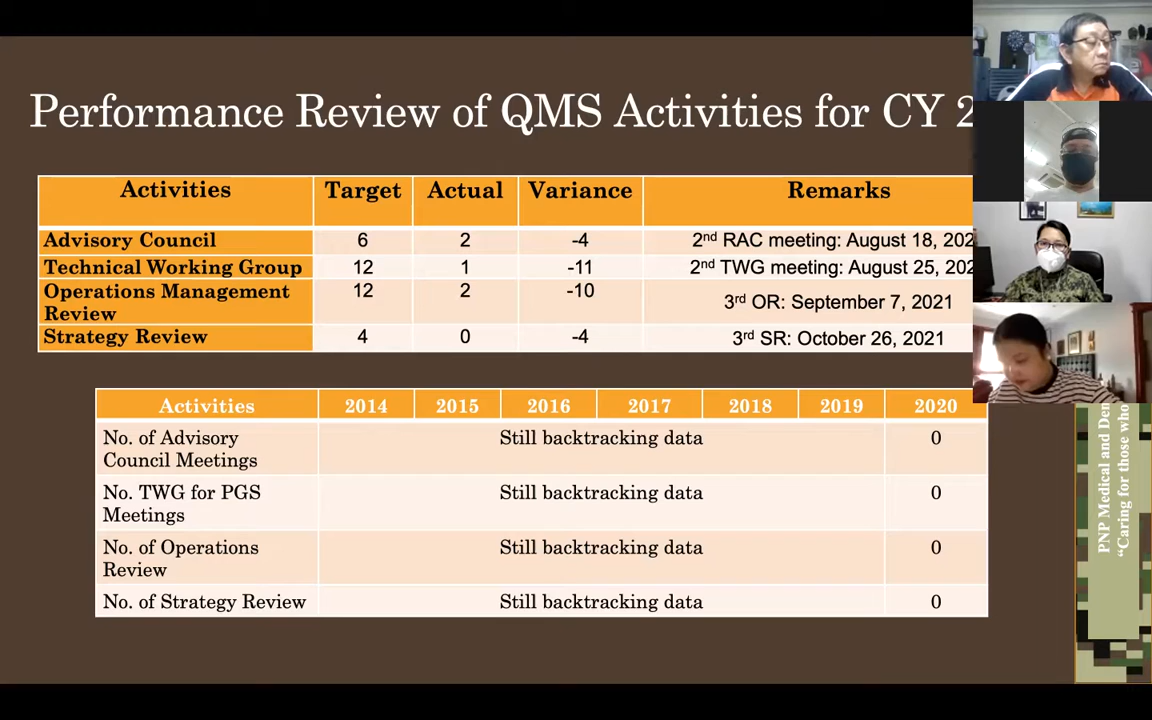 Performance Review of QMS Activities for CY 2
Activities Target Actual Variance Remarks
Advisory Council 6 2 -4 2nd RAC meeting: August 18, 202
Technical Working Group 12 1 -11 2nd TWG meeting: August 25, 202
Operations Management Review 12 2 -10 3rd OR: September 7, 2021
Strategy Review 4 0 -4 3rd SR: October 26, 2021
Activities 2014 2015 2016 2017 2018 2019 2020
No. of Advisory Council Meetings Still backtracking data 0
No. TWG for PGS Meetings Still backtracking data 0
No. of Operations Review Still backtracking data 0
No. of Strategy Review Still backtracking data 0
PNP Medical and Den
“Caring for those who